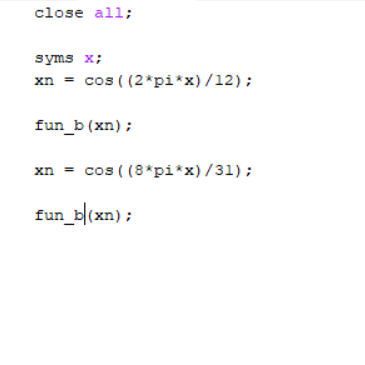 close all;
syms x;
xn = cos((2*pi*x)/12);
fun_b(xn);
xn = cos((8*pi*x)/31);
fun_b(xn);